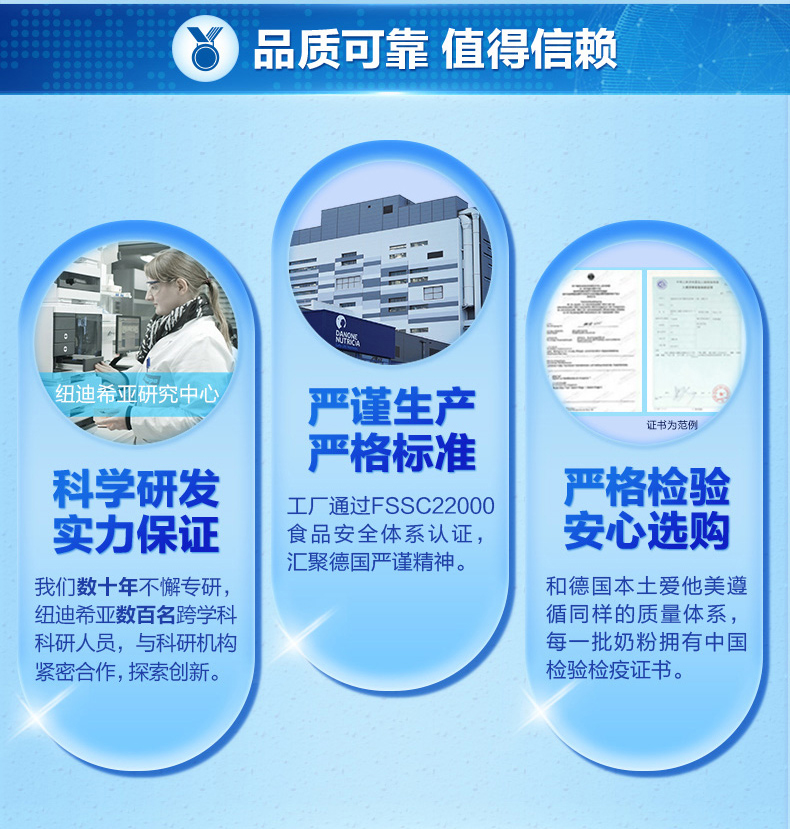 品质可靠 值得信赖
纽迪希亚研究中心
科学研发
实力保证
我们数十年不懈专研，
纽迪希亚数百名跨学科
科研人员，与科研机构
紧密合作，探索创新。
DANONE
NUTRICIA
严谨生产
严格标准
工厂通过FSSC22000
食品安全体系认证，
汇聚德国严谨精神。
证书为范例
严格检验
安心选购
和德国本土爱他美遵
循同样的质量体系，
每一批奶粉拥有中国
检验检疫证书。